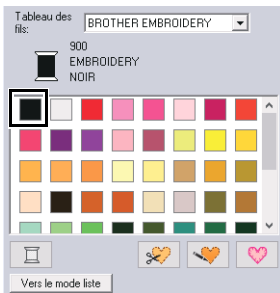 Tableau des
fils:
BROTHER EMBROIDERY
900
EMBROIDERY
NOIR
Vers le mode liste